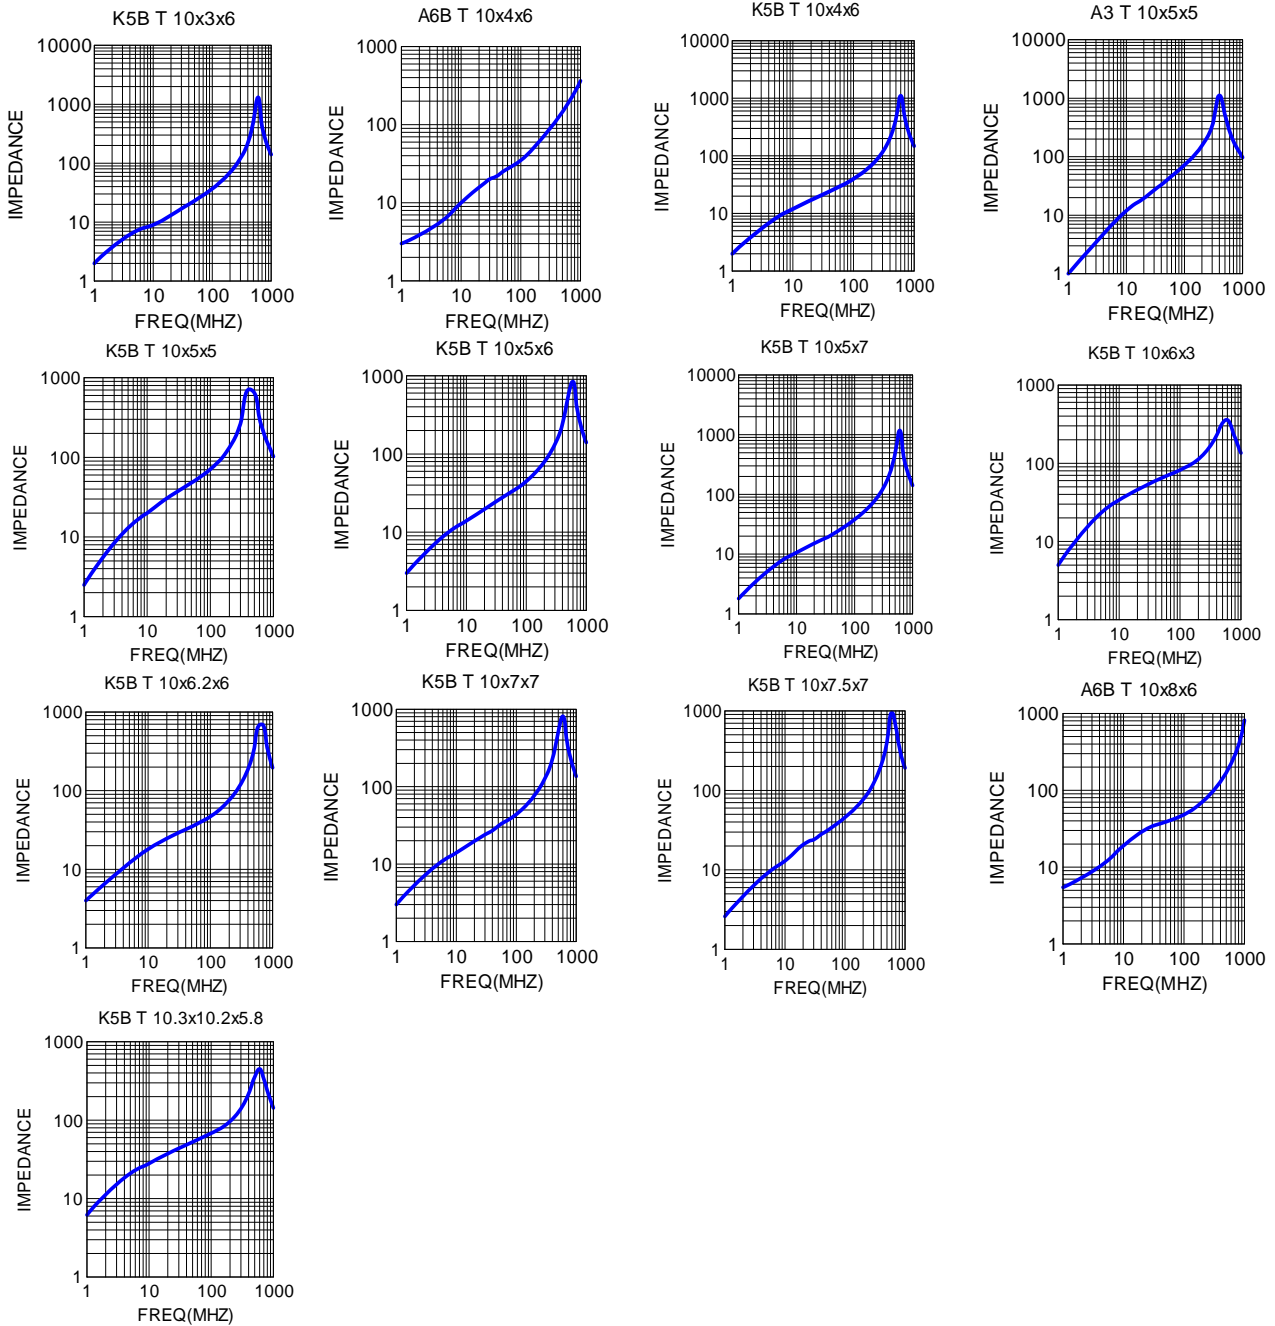 K5B T 10x3x6
10000
1000
100
10
1
1 10 100 1000
IMPEDANCE
FREQ(MHZ)
A6B T 10x4x6
1000
100
10
1
1 10 100 1000
IMPEDANCE
FREQ(MHZ)
K5B T 10x4x6
10000
1000
100
10
1
1 10 100 1000
IMPEDANCE
FREQ(MHZ)
A3 T 10x5x5
10000
1000
100
10
1
1 10 100 1000
IMPEDANCE
FREQ(MHZ)
K5B T 10x5x5
1000
100
10
1
1 10 100 1000
IMPEDANCE
FREQ(MHZ)
K5B T 10x5x6
1000
100
10
1
1 10 100 1000
IMPEDANCE
FREQ(MHZ)
K5B T 10x5x7
10000
1000
100
10
1
1 10 100 1000
IMPEDANCE
FREQ(MHZ)
K5B T 10x6x3
1000
100
10
1
1 10 100 1000
IMPEDANCE
FREQ(MHZ)
K5B T 10x6.2x6
1000
100
10
1
1 10 100 1000
IMPEDANCE
FREQ(MHZ)
K5B T 10x7x7
1000
100
10
1
1 10 100 1000
IMPEDANCE
FREQ(MHZ)
K5B T 10x7.5x7
1000
100
10
1
1 10 100 1000
IMPEDANCE
FREQ(MHZ)
A6B T 10x8x6
1000
100
10
1
1 10 100 1000
IMPEDANCE
FREQ(MHZ)
K5B T 10.3x10.2x5.8
1000
100
10
1
1 10 100 1000
IMPEDANCE
FREQ(MHZ)